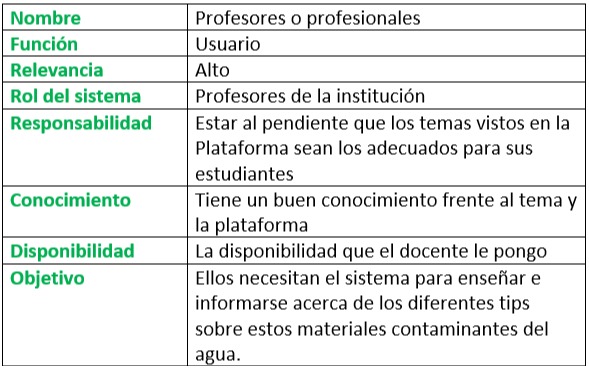 Nombre Profesores o profesionales
Función Usuario
Relevancia Alto
Rol del sistema Profesores de la institución
Responsabilidad Estar al pendiente que los temas vistos en la
Plataforma sean los adecuados para sus
estudiantes
Conocimiento Tiene un buen conocimiento frente al tema y
la plataforma
Disponibilidad La disponibilidad que el docente le pongo
Objetivo Ellos necesitan el sistema para enseñar e
informarse acerca de los diferentes tips
sobre estos materiales contaminantes del
agua.